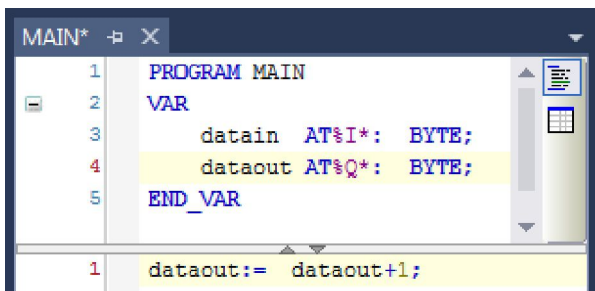 MAIN*
1 PROGRAM MAIN
2 VAR
3 datain AT%I*: BYTE;
4 dataout AT%Q*: BYTE;
5 END_VAR
1 dataout:= dataout+1;